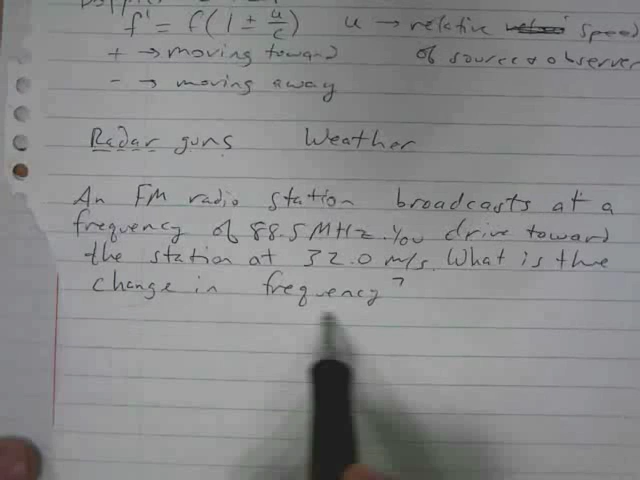 f' = f(1 ± u/c) u → relative speed
+ → moving toward of source & observer
- → moving away
Radar guns Weather
An FM radio station broadcasts at a
frequency of 88.5 MHz. You drive toward
the station at 32.0 m/s. What is the
change in frequency?